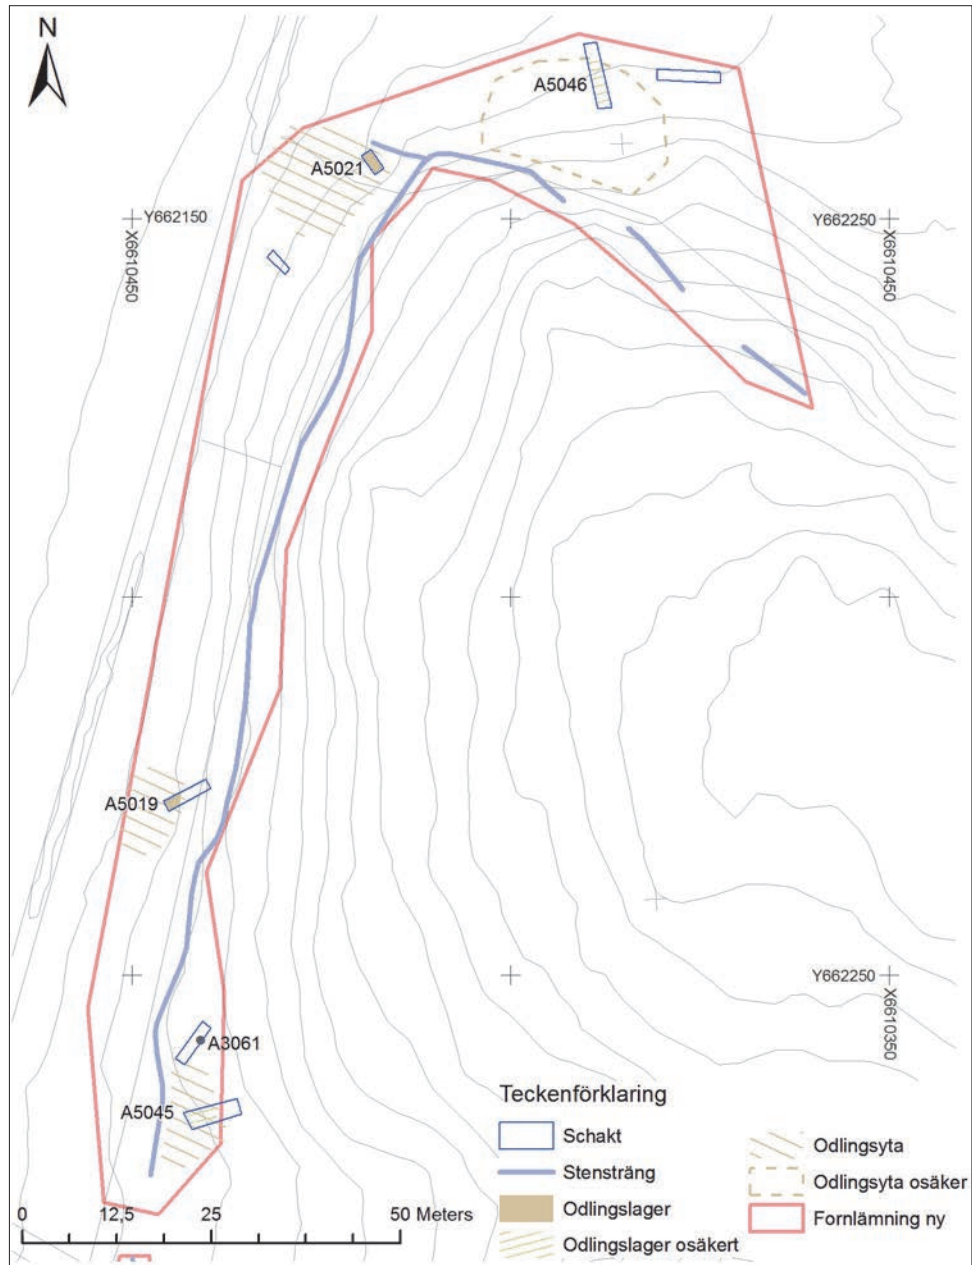 N
A5046
A5021
Y662150
X6610450
Y662250
X6610450
A5019
Y662250
X6610350
A3061
A5045
Teckenförklaring
Schakt
Stensträng
Odlingslager
Odlingslager osäkert
Odlingsyta
Odlingsyta osäker
Fornlämning ny
0 12,5 25 50 Meters